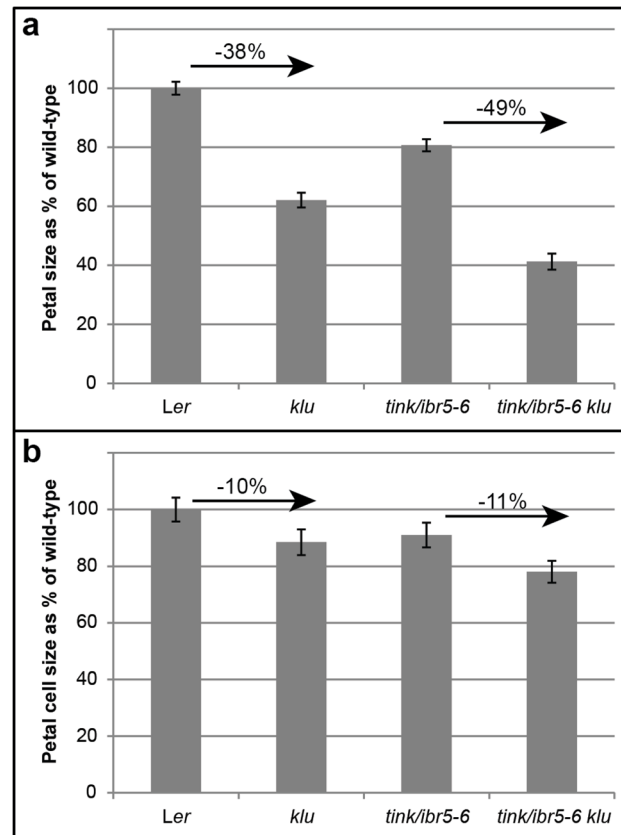 a
-38%
-49%
Petal size as % of wild-type
100
80
60
40
20
0
Ler
klu
tink/ibr5-6
tink/ibr5-6 klu
b
-10%
-11%
Petal cell size as % of wild-type
100
80
60
40
20
0
Ler
klu
tink/ibr5-6
tink/ibr5-6 klu